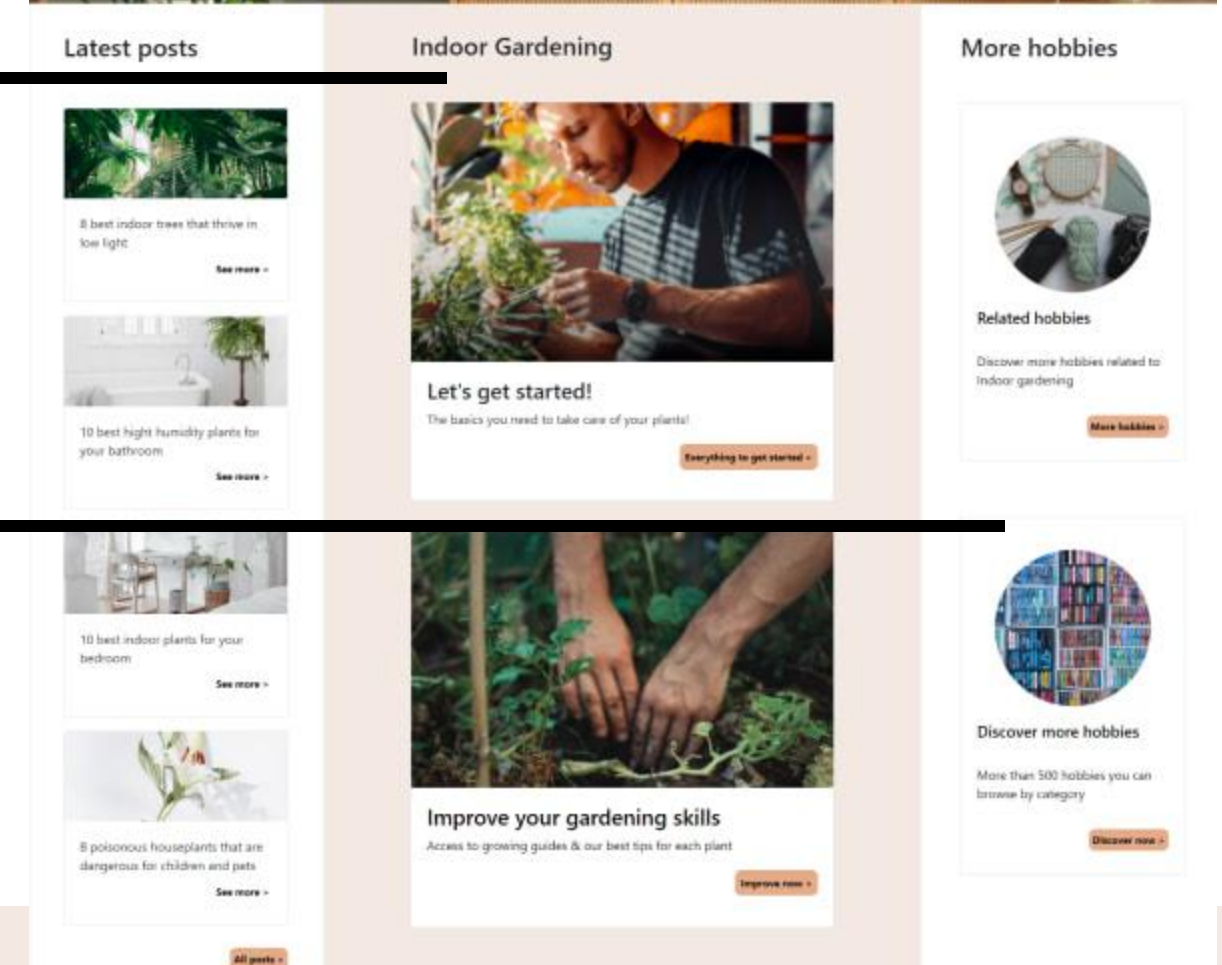 Latest posts
8 best indoor trees that thrive in
low light
See more »
10 best hight humidity plants for
your bathroom
See more »
10 best indoor plants for your
bedroom
See more »
8 poisonous houseplants that are
dangerous for children and pets
See more »
All posts »
Indoor Gardening
Let's get started!
The basics you need to take care of your plants!
Everything to get started »
Improve your gardening skills
Access to growing guides & our best tips for each plant
Improve now »
More hobbies
Related hobbies
Discover more hobbies related to
Indoor gardening
More hobbies »
Discover more hobbies
More than 500 hobbies you can
browse by category
Discover now »